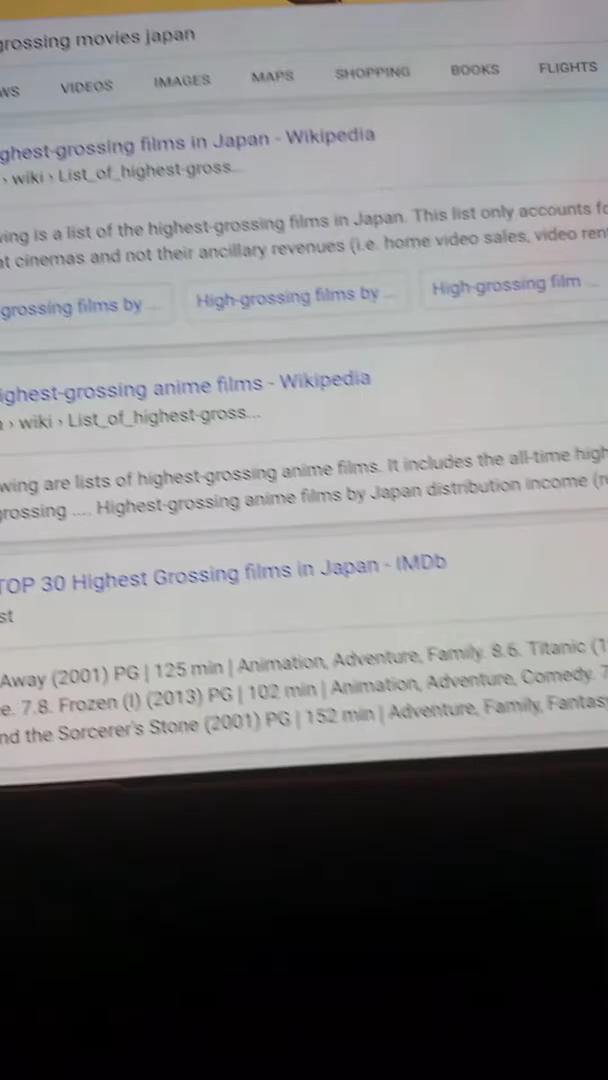 grossing movies japan
WS VIDEOS IMAGES MAPS SHOPPING BOOKS FLIGHTS
ghest-grossing films in Japan - Wikipedia
› wiki › List_of_highest-gross...
wing is a list of the highest-grossing films in Japan. This list only accounts fo
at cinemas and not their ancillary revenues (i.e. home video sales, video ren
grossing films by ... High-grossing films by ... High-grossing film ...
ighest-grossing anime films - Wikipedia
› wiki › List_of_highest-gross...
wing are lists of highest-grossing anime films. It includes the all-time high
grossing .... Highest-grossing anime films by Japan distribution income (re
TOP 30 Highest Grossing films in Japan - IMDb
st
Away (2001) PG | 125 min | Animation, Adventure, Family. 8.6. Titanic (1
e. 7.8. Frozen (I) (2013) PG | 102 min | Animation, Adventure, Comedy. 7
nd the Sorcerer's Stone (2001) PG | 152 min | Adventure, Family, Fantas